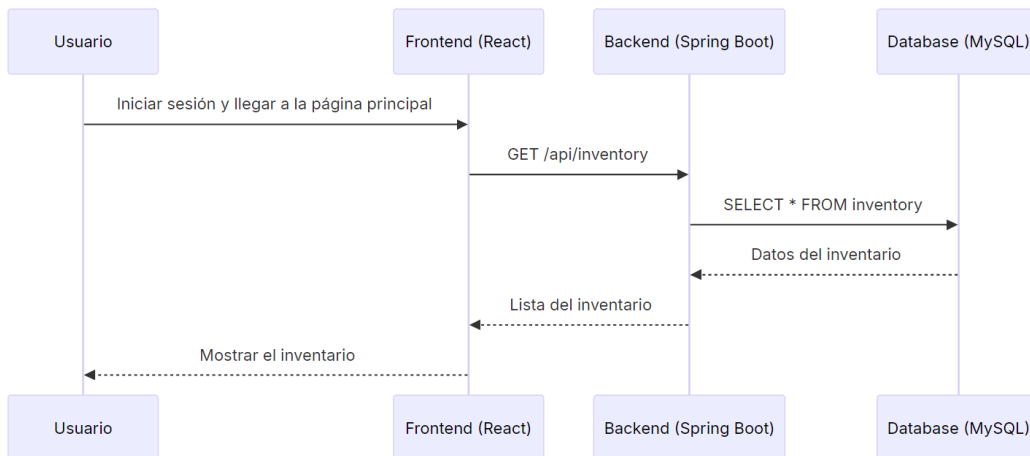 Usuario
Frontend (React)
Backend (Spring Boot)
Database (MySQL)
Iniciar sesión y llegar a la página principal
GET /api/inventory
SELECT * FROM inventory
Datos del inventario
Lista del inventario
Mostrar el inventario
Usuario
Frontend (React)
Backend (Spring Boot)
Database (MySQL)